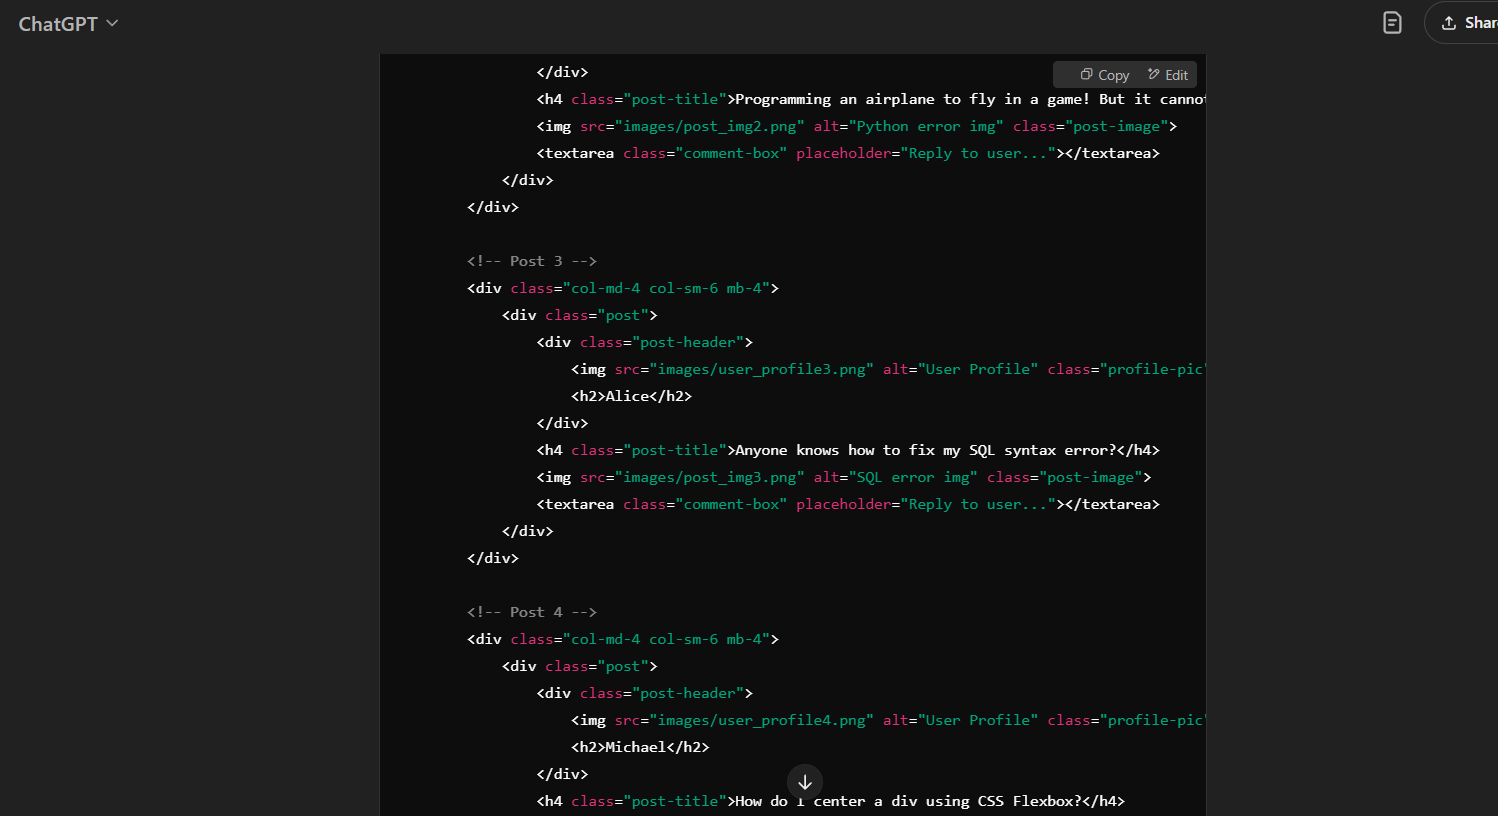 ChatGPT
Share
Copy Edit
</div>
<h4 class="post-title">Programming an airplane to fly in a game! But it cannot
<img src="images/post_img2.png" alt="Python error img" class="post-image">
<textarea class="comment-box" placeholder="Reply to user..."></textarea>
</div>
</div>
<!-- Post 3 -->
<div class="col-md-4 col-sm-6 mb-4">
<div class="post">
<div class="post-header">
<img src="images/user_profile3.png" alt="User Profile" class="profile-pic"
<h2>Alice</h2>
</div>
<h4 class="post-title">Anyone knows how to fix my SQL syntax error?</h4>
<img src="images/post_img3.png" alt="SQL error img" class="post-image">
<textarea class="comment-box" placeholder="Reply to user..."></textarea>
</div>
</div>
<!-- Post 4 -->
<div class="col-md-4 col-sm-6 mb-4">
<div class="post">
<div class="post-header">
<img src="images/user_profile4.png" alt="User Profile" class="profile-pic"
<h2>Michael</h2>
</div>
<h4 class="post-title">How do I center a div using CSS Flexbox?</h4>